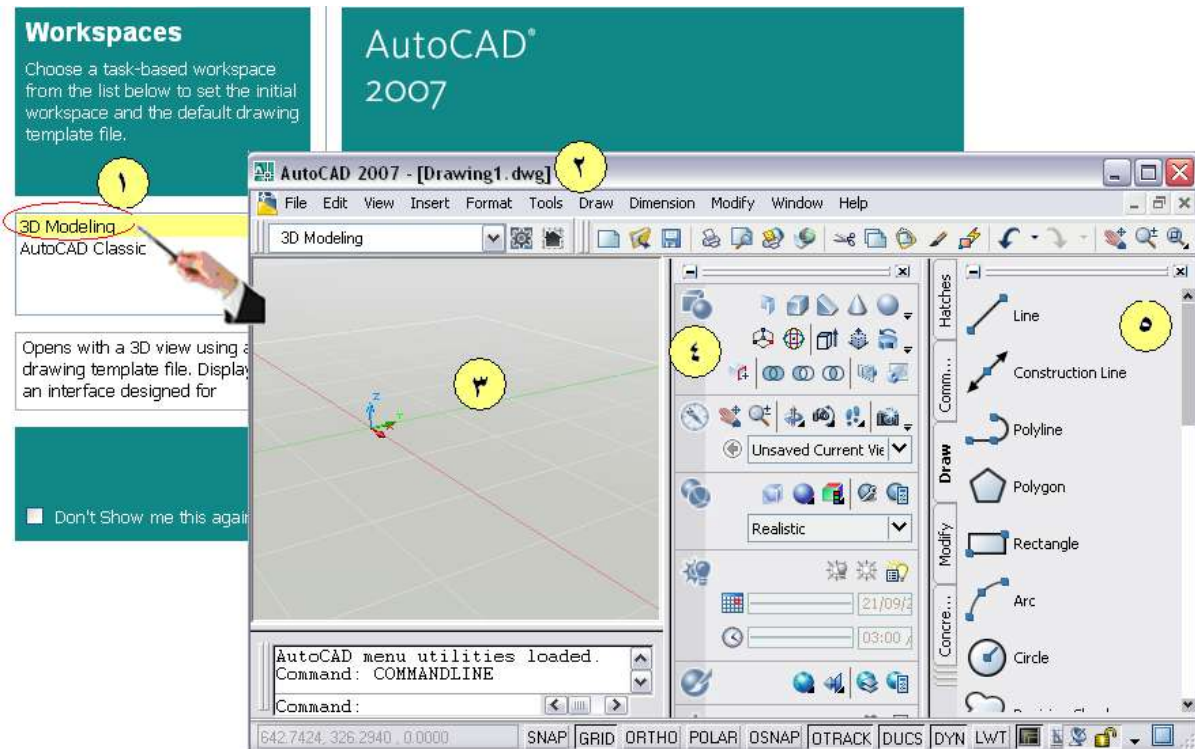 Workspaces
Choose a task-based workspace
from the list below to set the initial
workspace and the default drawing
template file.
AutoCAD®
2007
١
3D Modeling
AutoCAD Classic
Opens with a 3D view using a
drawing template file. Display
an interface designed for
Don't Show me this again
AutoCAD 2007 - [Drawing1.dwg]
٢
File Edit View Insert Format Tools Draw Dimension Modify Window Help
3D Modeling
٣
Z
Y
AutoCAD menu utilities loaded.
Command: COMMANDLINE
Command:
٤
Unsaved Current Vie
Realistic
21/09/2
03:00
Hatches
Comm...
Draw
Modify
Concre...
٥
Line
Construction Line
Polyline
Polygon
Rectangle
Arc
Circle
642.7424, 326.2940, 0.0000
SNAP GRID ORTHO POLAR OSNAP OTRACK DUCS DYN LWT